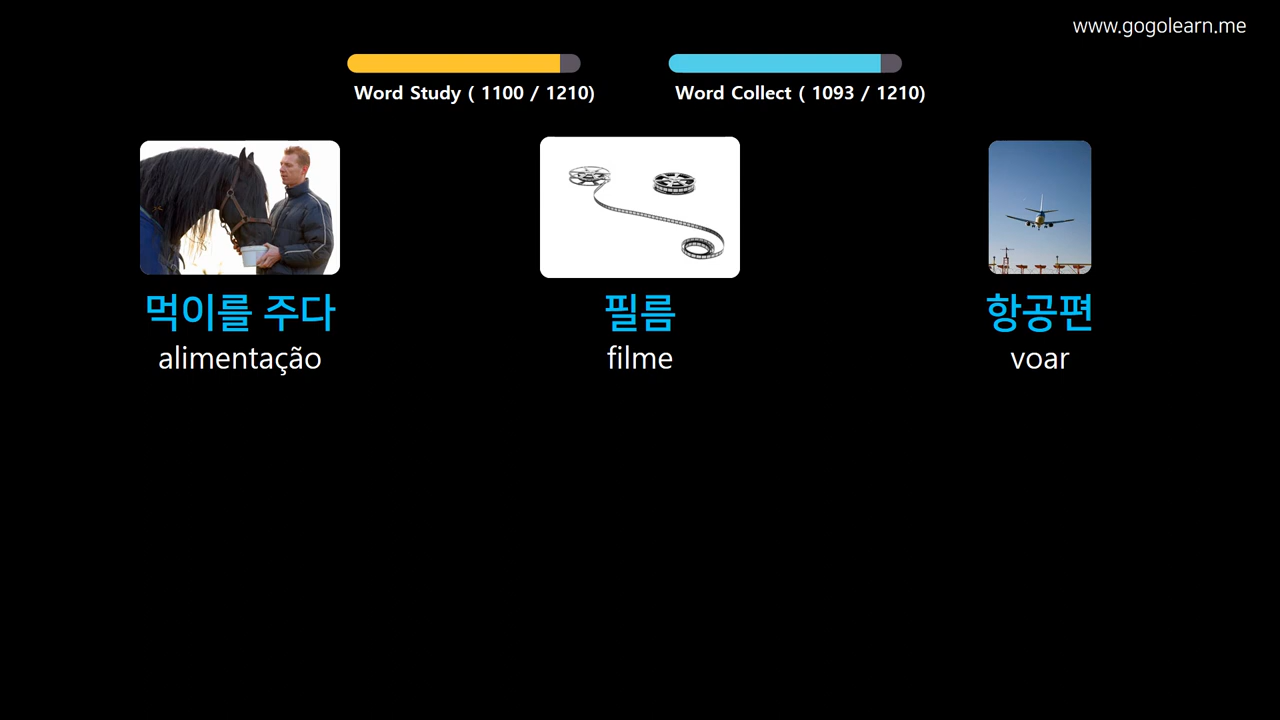 www.gogolearn.me
Word Study ( 1100 / 1210)
Word Collect ( 1093 / 1210)
먹이를 주다
alimentação
필름
filme
항공편
voar